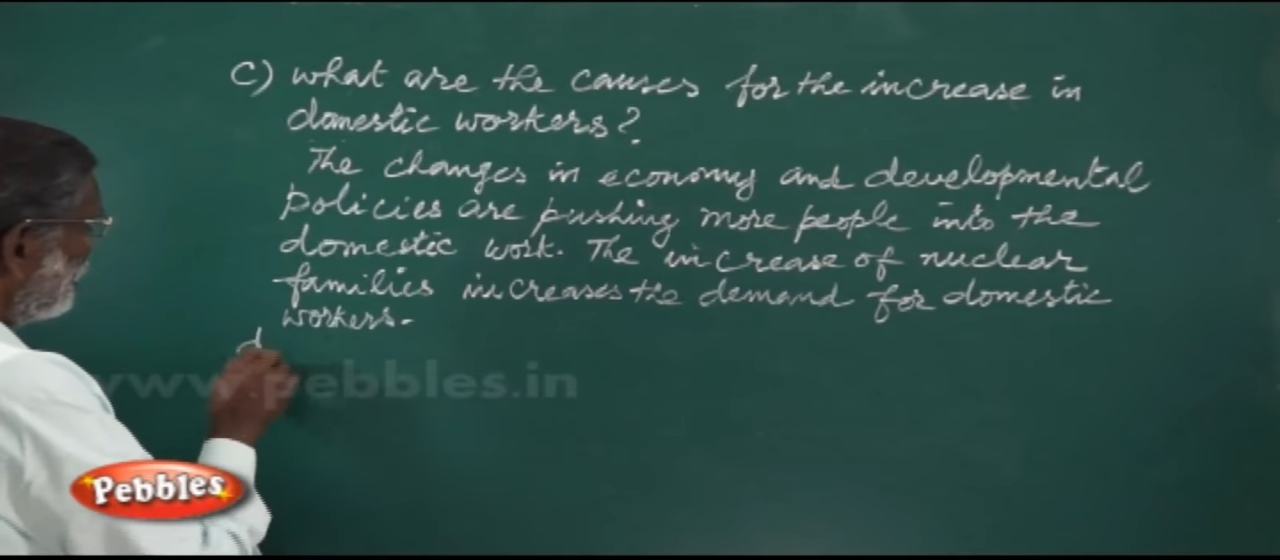 C) What are the causes for the increase in
domestic workers?
The changes in economy and developmental
policies are pushing more people into the
domestic work. The increase of nuclear
families increases the demand for domestic
workers.
d
www.pebbles.in
Pebbles